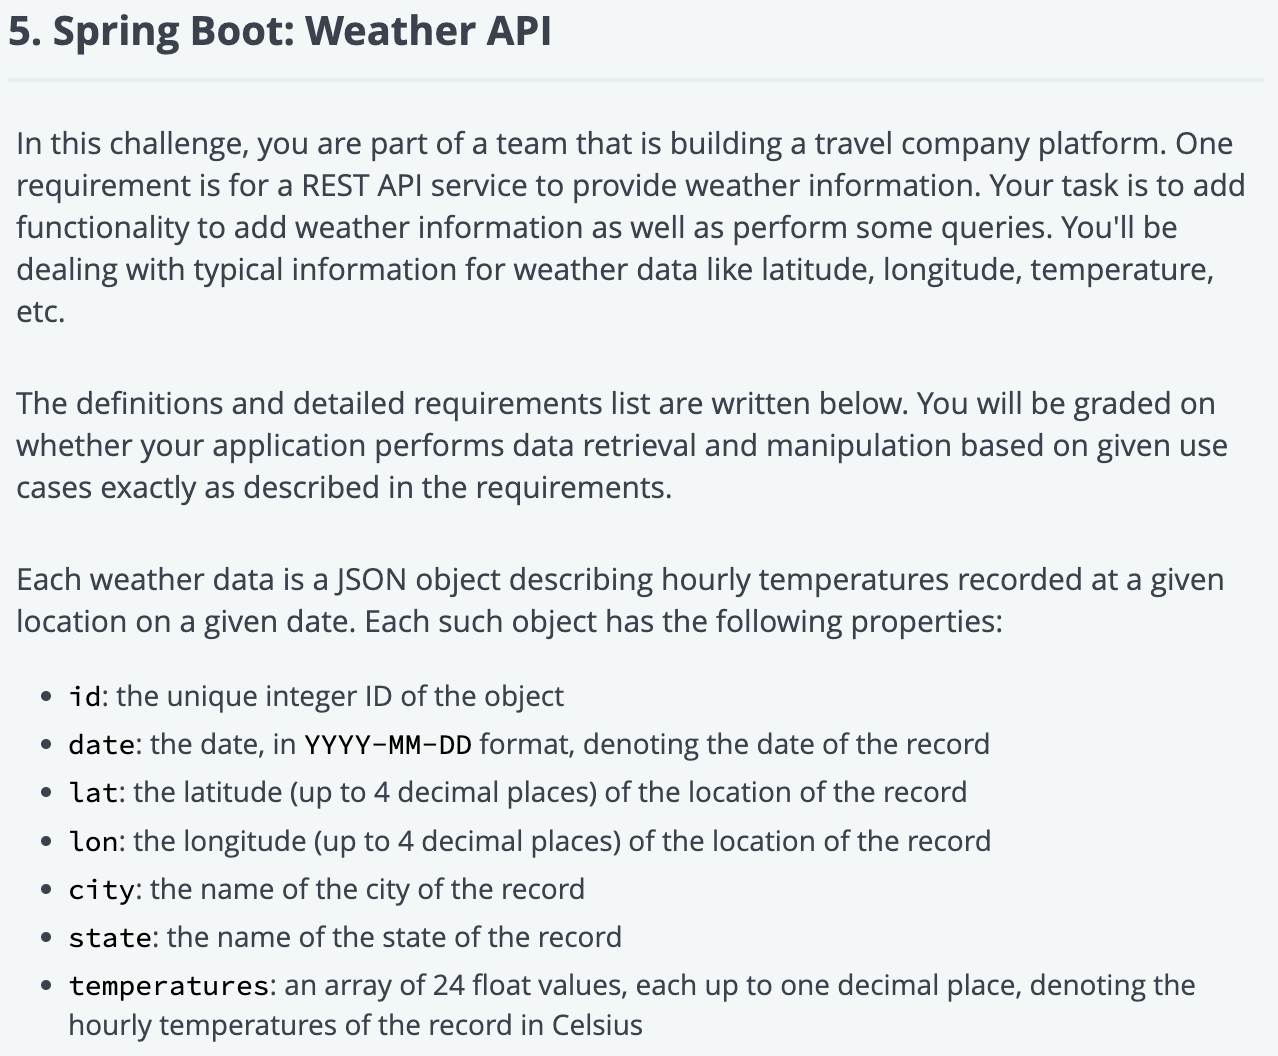 5. Spring Boot: Weather API
In this challenge, you are part of a team that is building a travel company platform. One
requirement is for a REST API service to provide weather information. Your task is to add
functionality to add weather information as well as perform some queries. You'll be
dealing with typical information for weather data like latitude, longitude, temperature,
etc.
The definitions and detailed requirements list are written below. You will be graded on
whether your application performs data retrieval and manipulation based on given use
cases exactly as described in the requirements.
Each weather data is a JSON object describing hourly temperatures recorded at a given
location on a given date. Each such object has the following properties:
• id: the unique integer ID of the object
• date: the date, in YYYY-MM-DD format, denoting the date of the record
• lat: the latitude (up to 4 decimal places) of the location of the record
• lon: the longitude (up to 4 decimal places) of the location of the record
• city: the name of the city of the record
• state: the name of the state of the record
• temperatures: an array of 24 float values, each up to one decimal place, denoting the
hourly temperatures of the record in Celsius